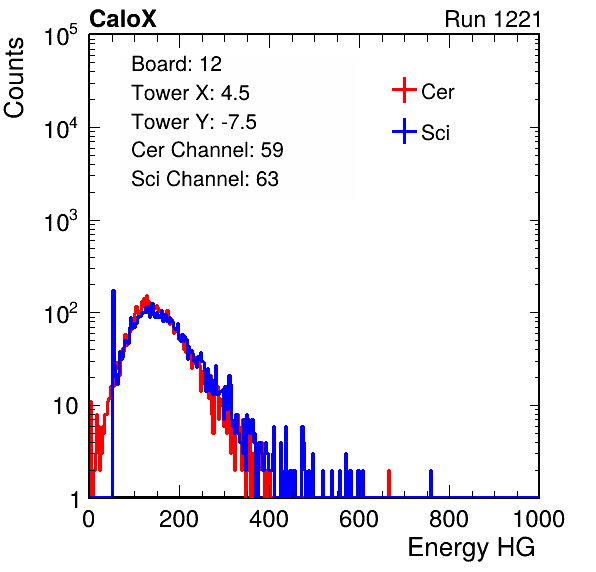 CaloX Run 1221
Counts
10^5
10^4
10^3
10^2
10
1
Board: 12
Tower X: 4.5
Tower Y: -7.5
Cer Channel: 59
Sci Channel: 63
Cer
Sci
0 200 400 600 800 1000
Energy HG